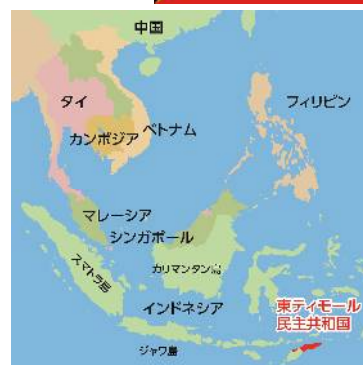 中国
タイ
フィリピン
カンボジア
ベトナム
マレーシア
シンガポール
スマトラ島
カリマンタン島
インドネシア
東ティモール
民主共和国
ジャワ島